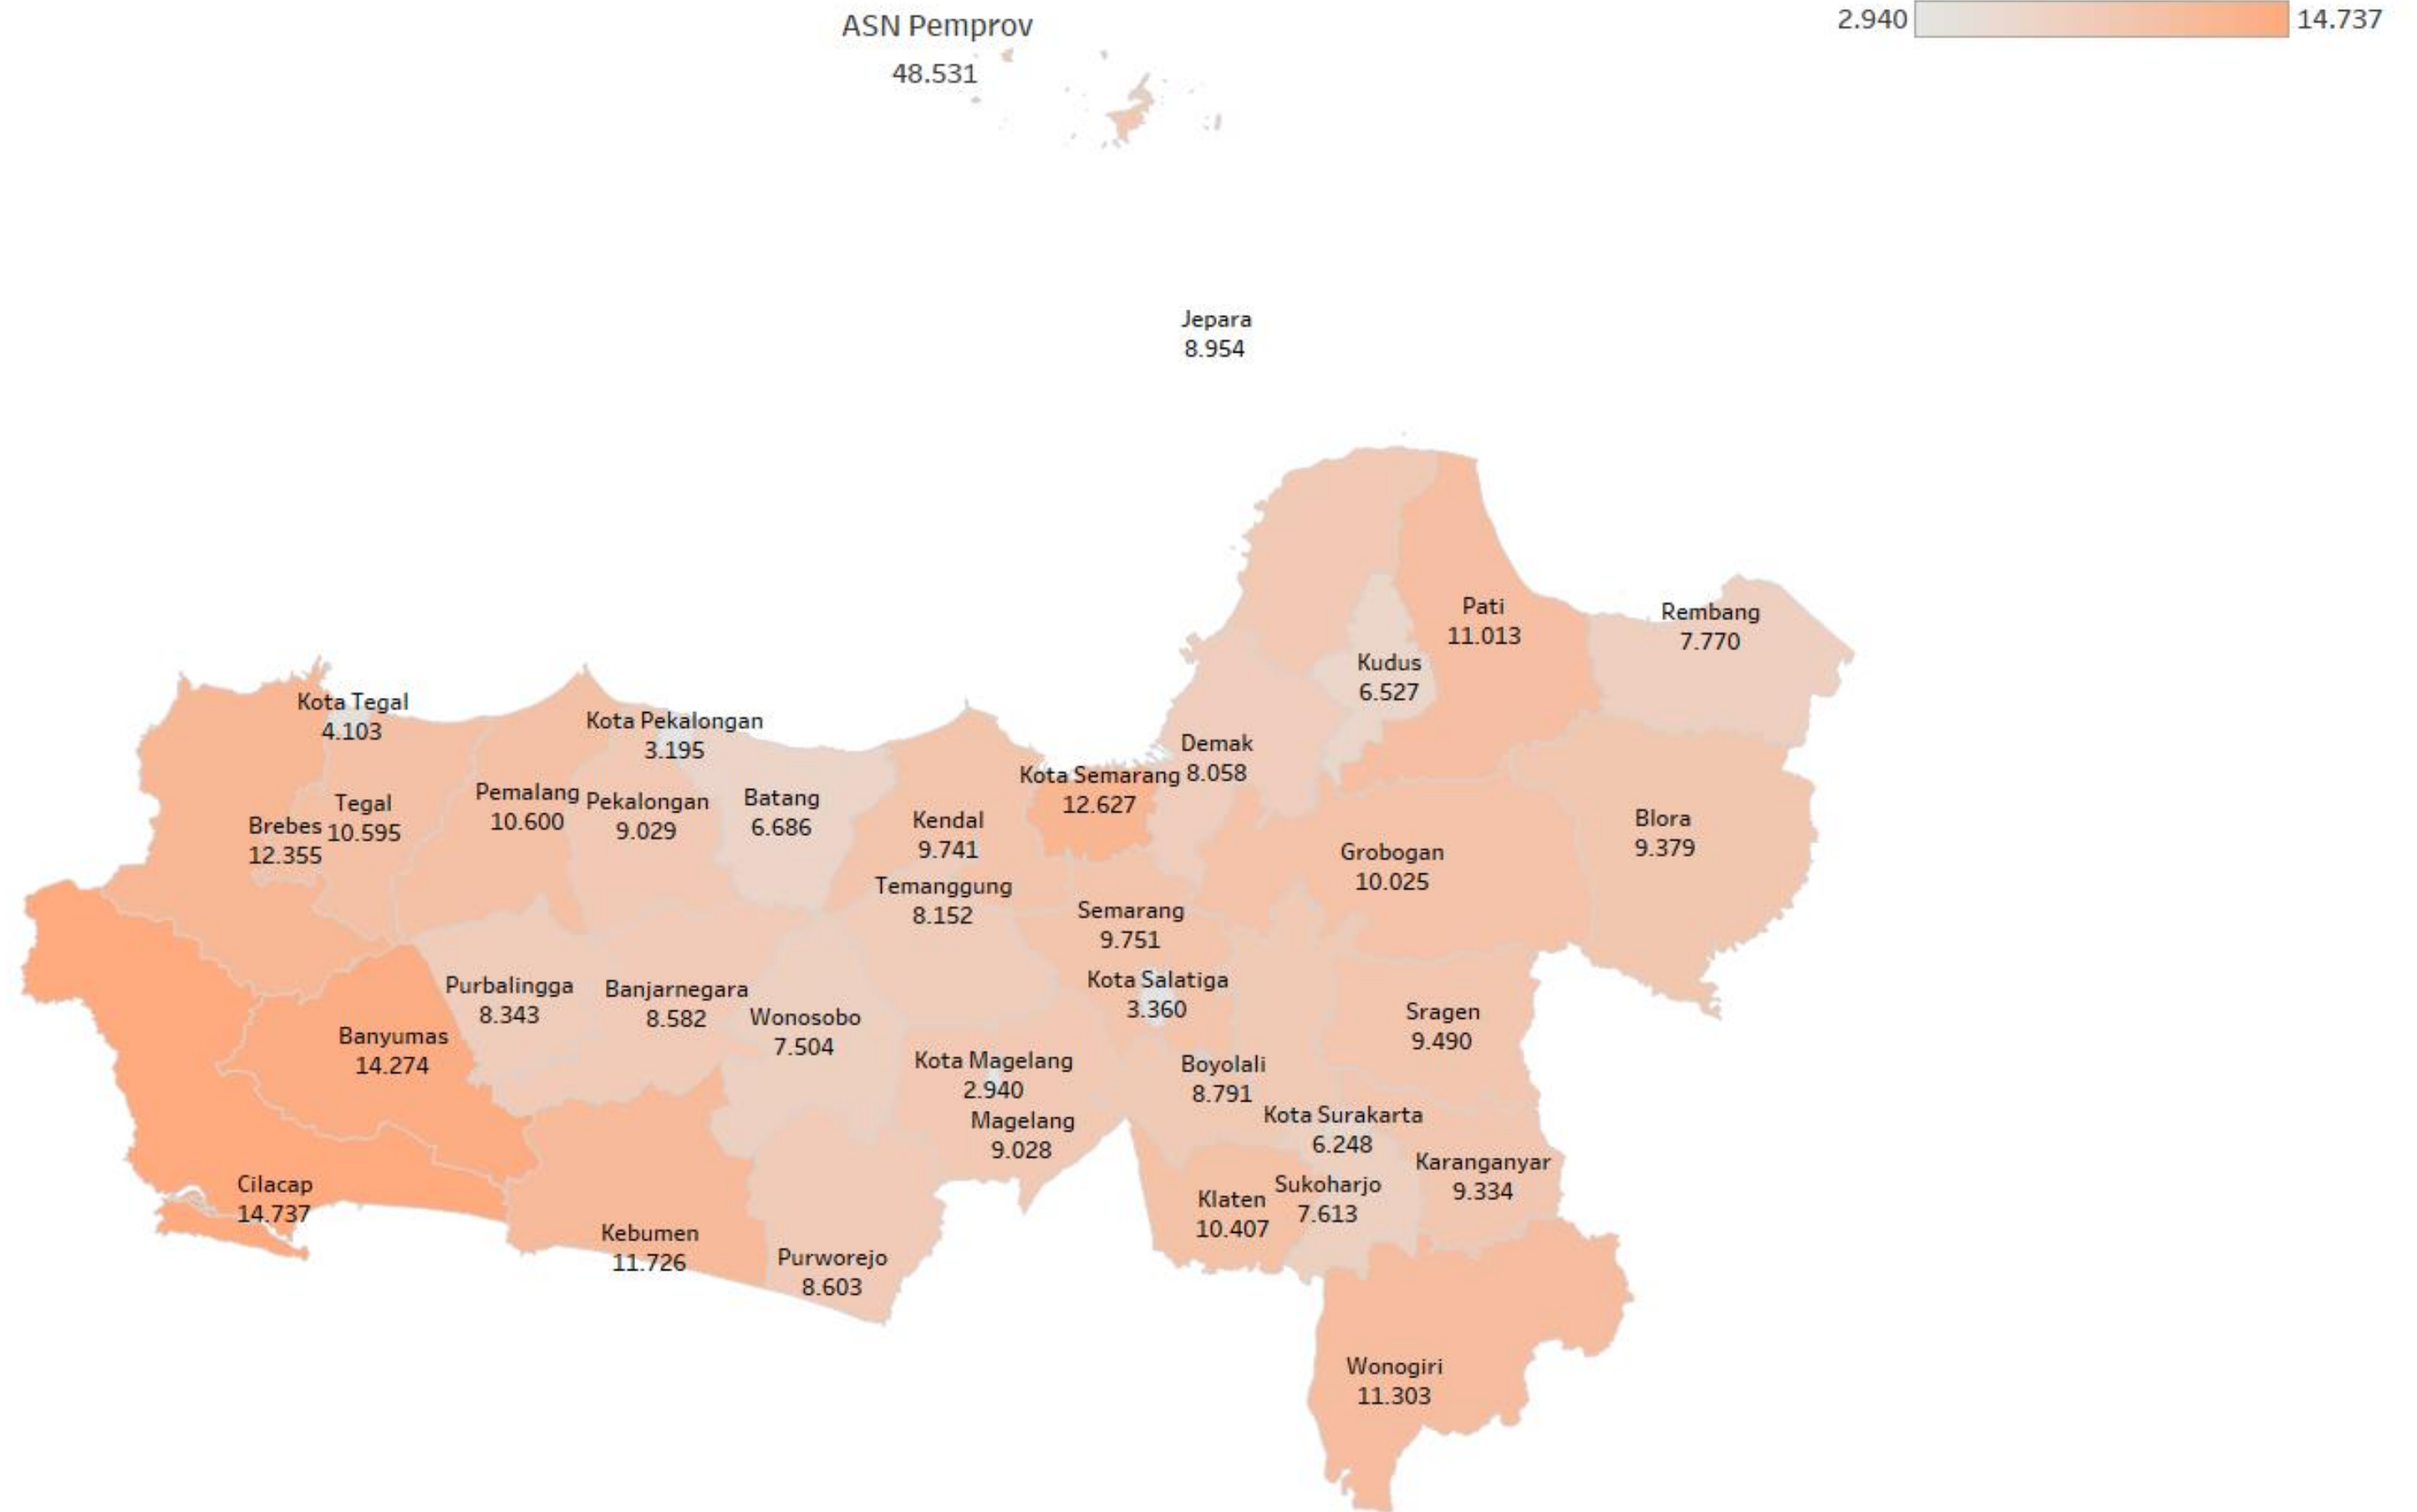 ASN Pemprov
48.531
2.940
14.737
Jepara
8.954
Pati
11.013
Rembang
7.770
Kudus
6.527
Kota Tegal
4.103
Kota Pekalongan
3.195
Demak
8.058
Kota Semarang
12.627
Pemalang
10.600
Pekalongan
9.029
Batang
6.686
Tegal
10.595
Brebes
12.355
Kendal
9.741
Blora
9.379
Grobogan
10.025
Temanggung
8.152
Semarang
9.751
Kota Salatiga
3.360
Purbalingga
8.343
Banjarnegara
8.582
Wonosobo
7.504
Sragen
9.490
Banyumas
14.274
Kota Magelang
2.940
Boyolali
8.791
Magelang
9.028
Kota Surakarta
6.248
Karanganyar
9.334
Cilacap
14.737
Klaten
10.407
Sukoharjo
7.613
Kebumen
11.726
Purworejo
8.603
Wonogiri
11.303